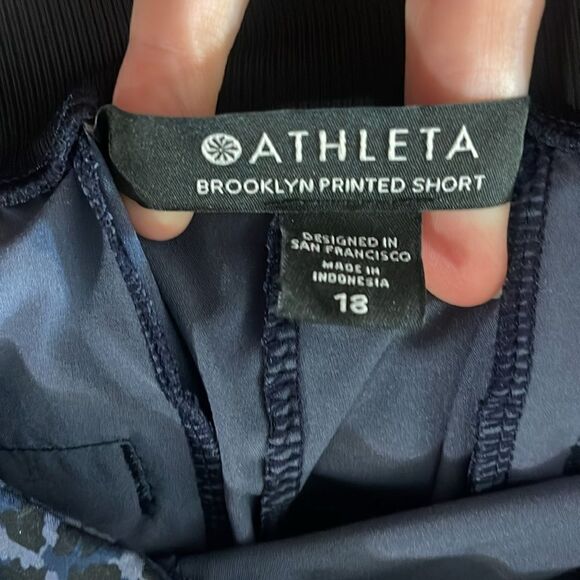 ATHLETA
BROOKLYN PRINTED SHORT
DESIGNED IN
SAN FRANCISCO
MADE IN
INDONESIA
18